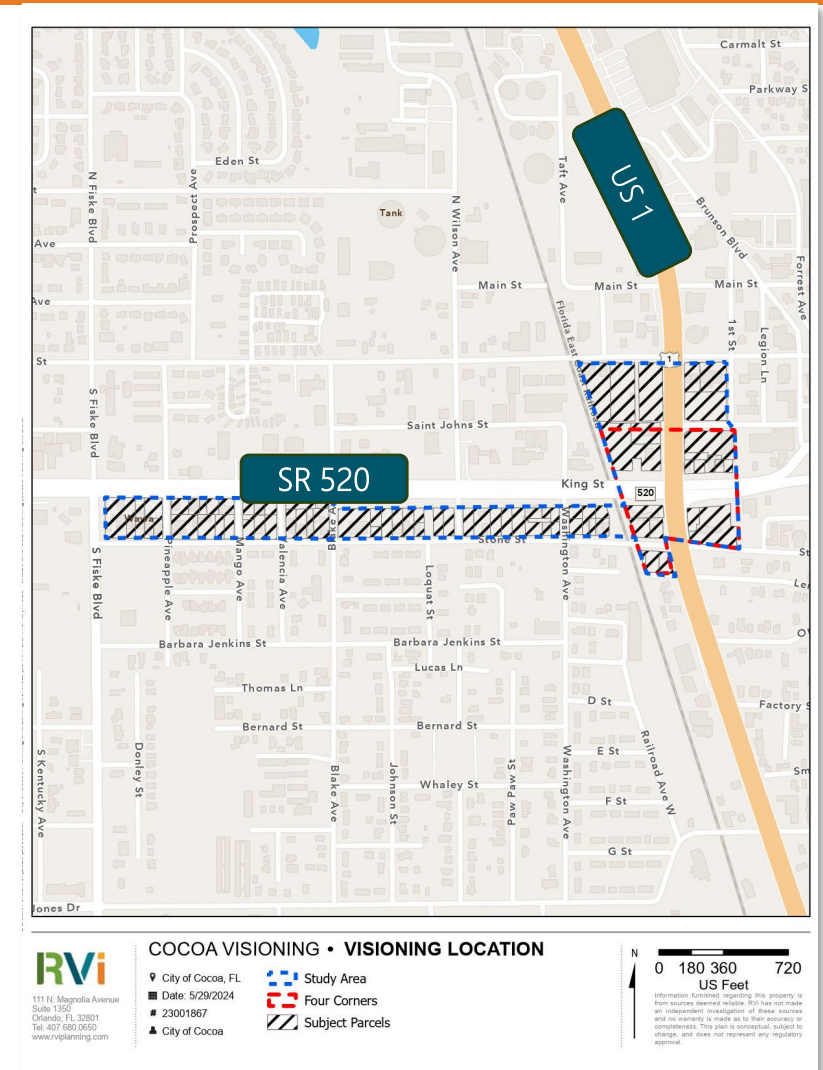 Carmalt St
Parkway S
Eden St
N Fiske Blvd
Prospect Ave
Tank
N Wilson Ave
Taft Ave
US 1
Brunson Blvd
Ave
Main St
Main St
Main St
Forrest Ave
Ave
Florida East Coast Railroad
1st St
Legion Ln
St
1
S Fiske Blvd
Saint Johns St
SR 520
King St
520
Wawa
Blake A
Stone St
Washington Ave
St
S Fiske Blvd
Pineapple Ave
Mango Ave
alencia Ave
Loquat St
Le
Barbara Jenkins St
Barbara Jenkins St
O
Lucas Ln
Thomas Ln
D St
Factory S
Bernard St
Bernard St
S Kentucky Ave
Donley St
Blake Ave
Johnson St
Paw Paw St
Washington Ave
E St
Railroad Ave W
Sm
Whaley St
F St
G St
Jones Dr
RVi
111 N. Magnolia Avenue
Suite 1350
Orlando, FL 32801
Tel: 407.680.0650
www.rviplanning.com
COCOA VISIONING • VISIONING LOCATION
City of Cocoa, FL
Date: 5/29/2024
# 23001867
City of Cocoa
Study Area
Four Corners
Subject Parcels
N
0 180 360 720
US Feet
Information furnished regarding this property is
from sources deemed reliable. RVi has not made
an independent investigation of these sources
and no warranty is made as to their accuracy or
completeness. This plan is conceptual, subject to
change, and does not represent any regulatory
approval.